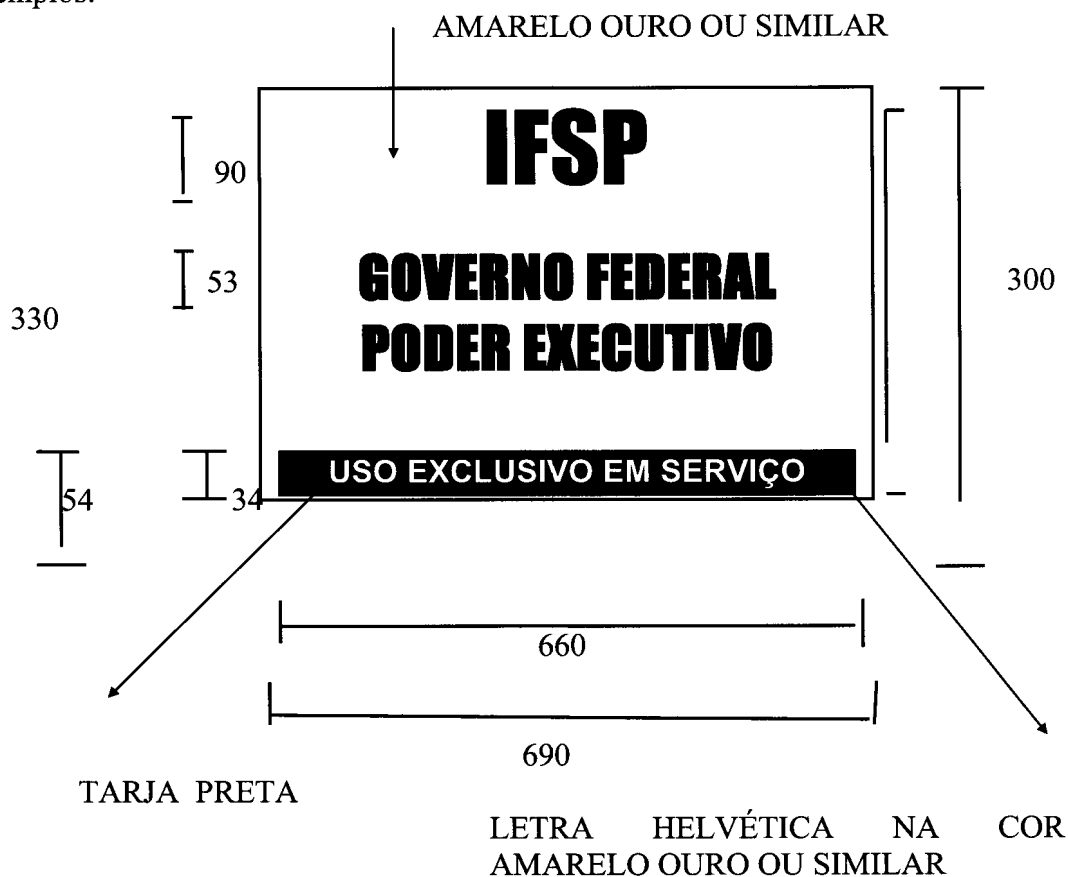 emplos:
AMARELO OURO OU SIMILAR
IFSP
90
GOVERNO FEDERAL
53
300
330
PODER EXECUTIVO
USO EXCLUSIVO EM SERVIÇO
54
34
660
690
TARJA PRETA
LETRA HELVÉTICA NA COR
AMARELO OURO OU SIMILAR